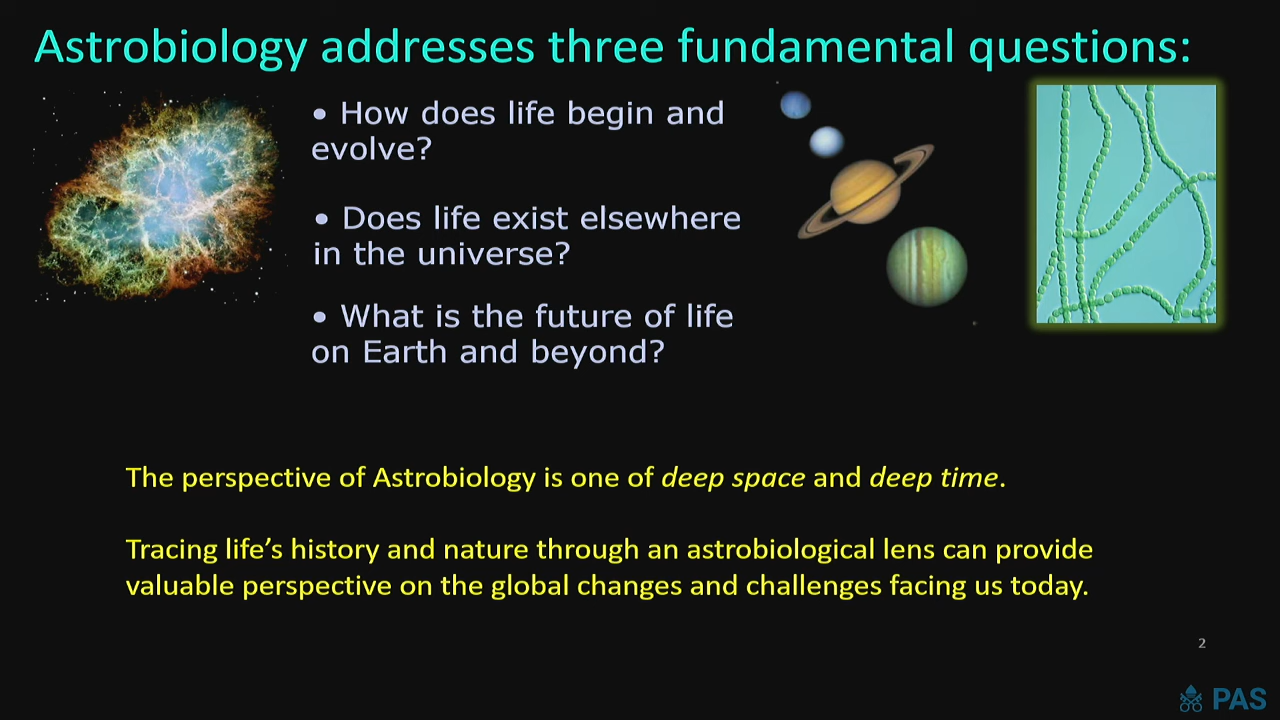 Astrobiology addresses three fundamental questions:
• How does life begin and
evolve?
• Does life exist elsewhere
in the universe?
• What is the future of life
on Earth and beyond?
The perspective of Astrobiology is one of deep space and deep time.
Tracing life’s history and nature through an astrobiological lens can provide
valuable perspective on the global changes and challenges facing us today.
2
PAS